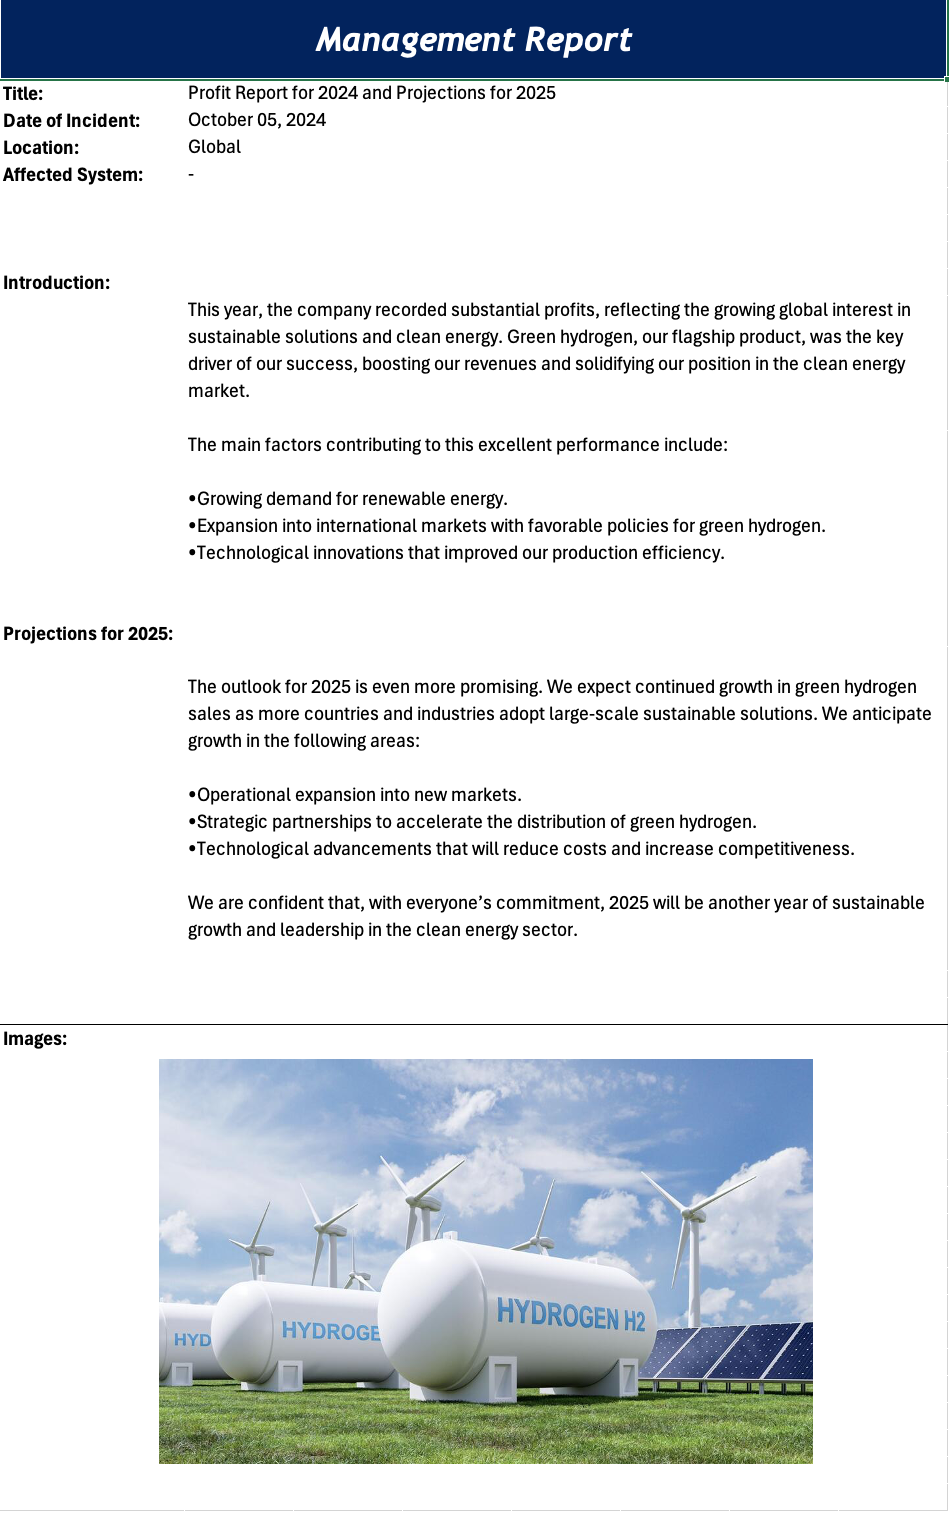 Management Report
Title: Profit Report for 2024 and Projections for 2025
Date of Incident: October 05, 2024
Location: Global
Affected System: -
Introduction:
This year, the company recorded substantial profits, reflecting the growing global interest in
sustainable solutions and clean energy. Green hydrogen, our flagship product, was the key
driver of our success, boosting our revenues and solidifying our position in the clean energy
market.
The main factors contributing to this excellent performance include:
•Growing demand for renewable energy.
•Expansion into international markets with favorable policies for green hydrogen.
•Technological innovations that improved our production efficiency.
Projections for 2025:
The outlook for 2025 is even more promising. We expect continued growth in green hydrogen
sales as more countries and industries adopt large-scale sustainable solutions. We anticipate
growth in the following areas:
•Operational expansion into new markets.
•Strategic partnerships to accelerate the distribution of green hydrogen.
•Technological advancements that will reduce costs and increase competitiveness.
We are confident that, with everyone’s commitment, 2025 will be another year of sustainable
growth and leadership in the clean energy sector.
Images:
HYD
HYDROGE
HYDROGEN H2